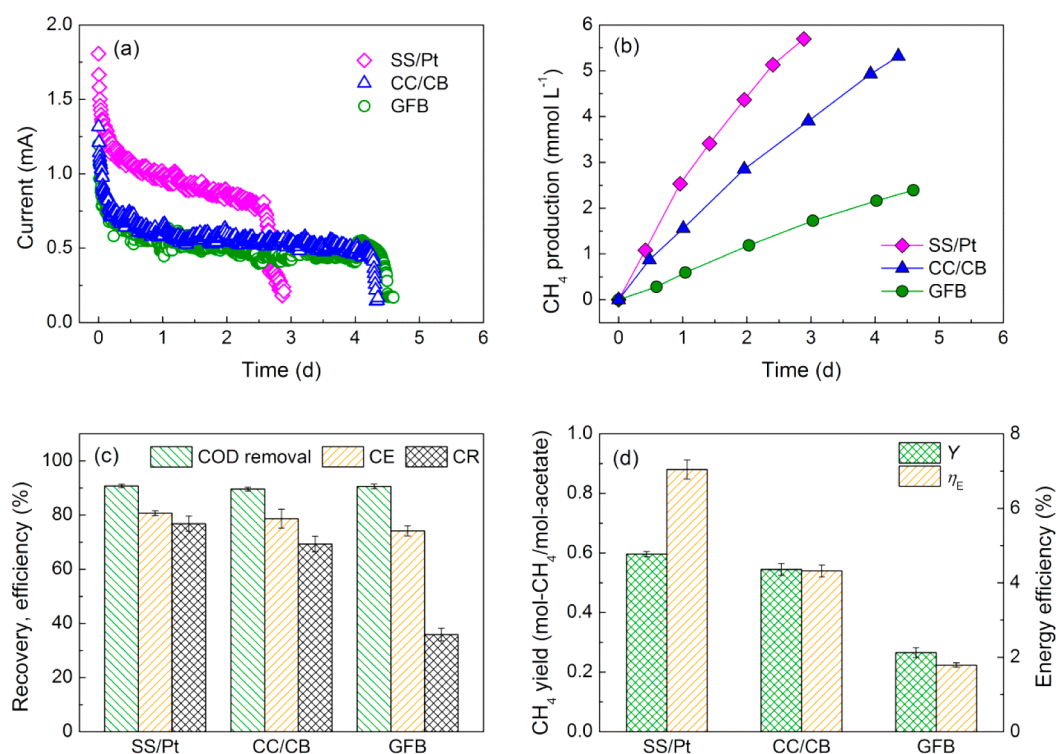 (a)
SS/Pt
CC/CB
GFB
2.0
1.5
1.0
0.5
0.0
Current (mA)
0 1 2 3 4 5 6
Time (d)
(b)
SS/Pt
CC/CB
GFB
6
5
4
3
2
1
0
CH₄ production (mmol L⁻¹)
0 1 2 3 4 5 6
Time (d)
(c)
COD removal CE CR
100
80
60
40
20
0
Recovery, efficiency (%)
SS/Pt CC/CB GFB
(d)
Y
ηE
1.0
0.8
0.6
0.4
0.2
0.0
CH₄ yield (mol-CH₄/mol-acetate)
8
6
4
2
0
Energy efficiency (%)
SS/Pt CC/CB GFB